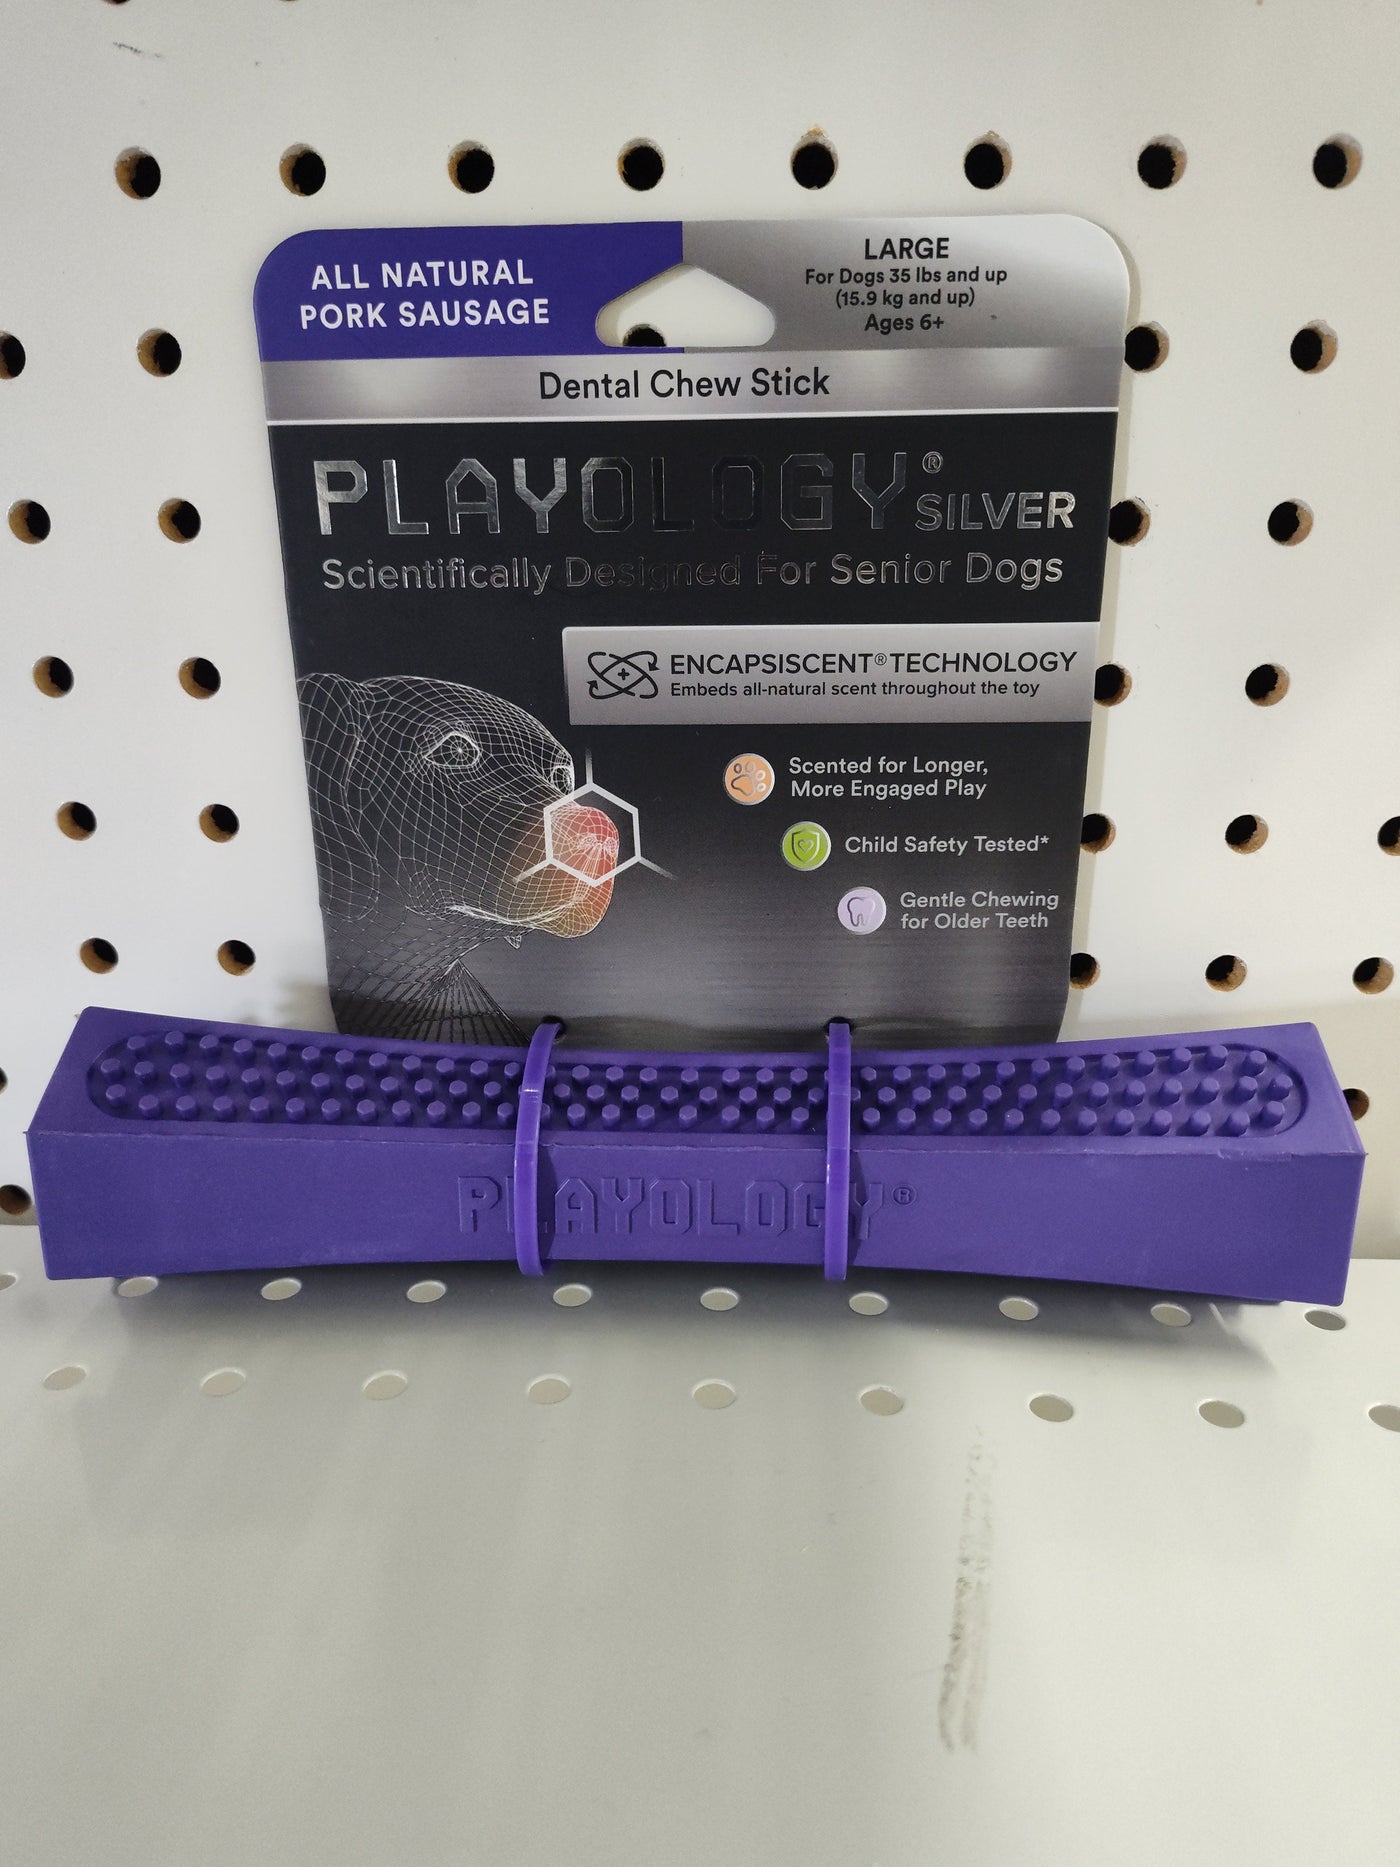 ALL NATURAL
PORK SAUSAGE
LARGE
For Dogs 35 lbs and up
(15.9 kg and up)
Ages 6+
Dental Chew Stick
PLAYOLOGY® SILVER
Scientifically Designed For Senior Dogs
ENCAPSISCENT® TECHNOLOGY
Embeds all-natural scent throughout the toy
Scented for Longer,
More Engaged Play
Child Safety Tested*
Gentle Chewing
for Older Teeth
PLAYOLOGY®